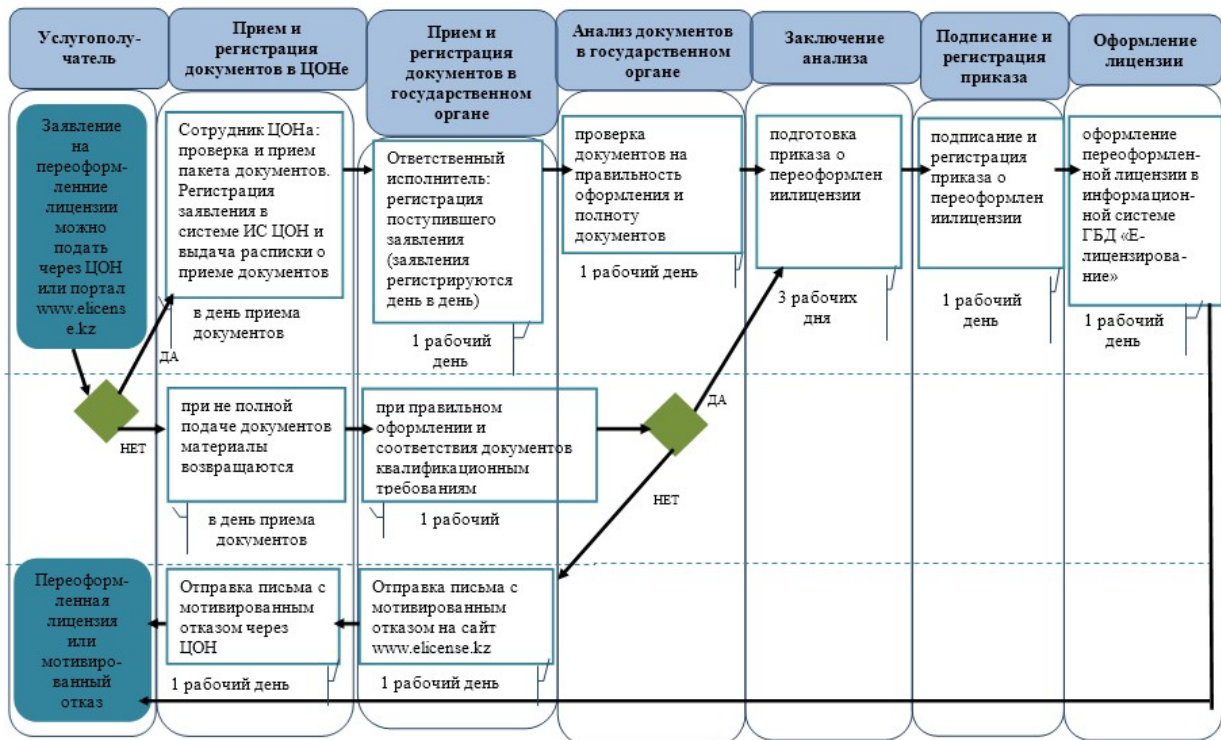 Услугополу-
чатель
Прием и
регистрация
документов в ЦОНе
Прием и
регистрация
документов в
государственном
органе
Анализ документов
в государственном
органе
Заключение
анализа
Подписание и
регистрация
приказа
Оформление
лицензии
Заявление
на
переоформ-
ленние
лицензии
можно
подать
через ЦОН
или портал
www.elicens
e.kz
Сотрудник ЦОНа:
проверка и прием
пакета документов.
Регистрация
заявления в
системе ИС ЦОН и
выдача расписки о
приеме документов
в день приема
документов
Ответственный
исполнитель:
регистрация
поступившего
заявления
(заявления
регистрируются
день в день)
1 рабочий
день
проверка
документов на
правильность
оформления и
полноту
документов
1 рабочий день
подготовка
приказа о
переоформлен
иилицензии
3 рабочих
дня
подписание и
регистрация
приказа о
переоформлен
иилицензии
1 рабочий
день
оформление
переоформлен-
ной лицензии в
информацион-
ной системе
ГБД «Е-
лицензирова-
ние»
1 рабочий
день
ДА
НЕТ
при не полной
подаче документов
материалы
возвращаются
в день приема
документов
при правильном
оформлении и
соответствия документов
квалификационным
требованиям
1 рабочий
ДА
НЕТ
Переоформ-
ленная
лицензия
или
мотивиро-
ванный
отказ
Отправка письма с
мотивированным
отказом через
ЦОН
1 рабочий день
Отправка письма с
мотивированным
отказом на сайт
www.elicense.kz
1 рабочий день